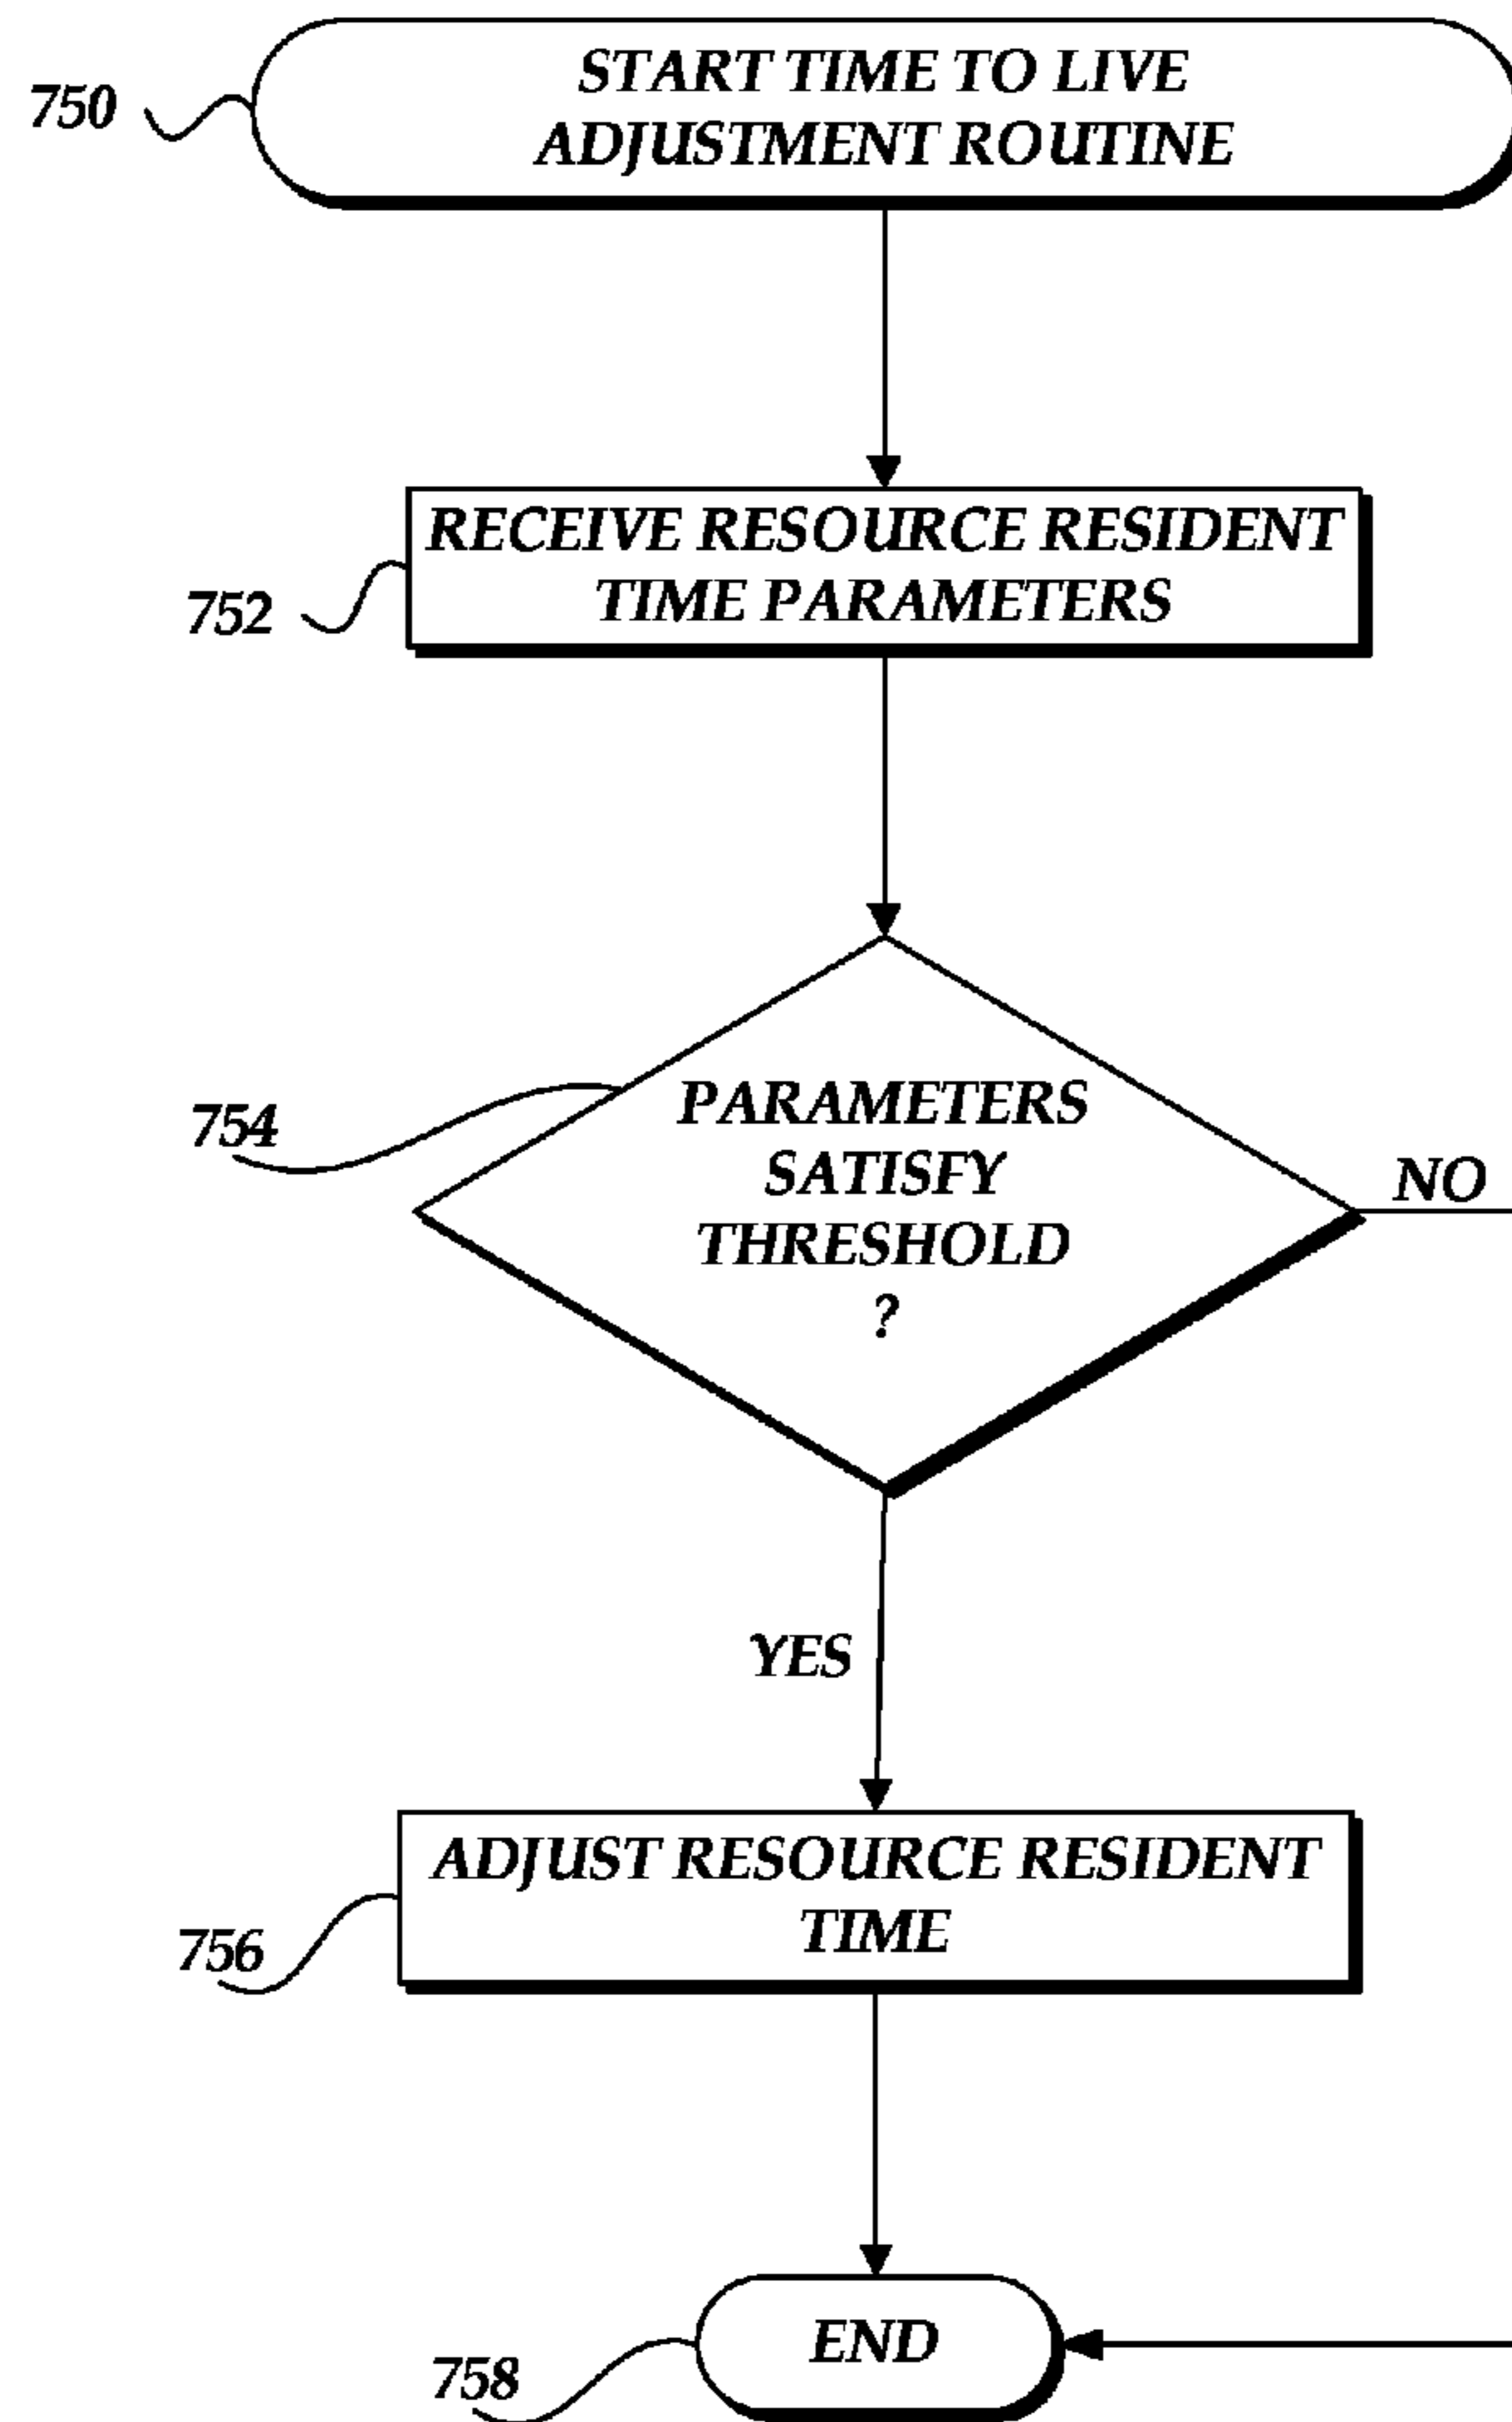 START TIME TO LIVE
ADJUSTMENT ROUTINE
750
RECEIVE RESOURCE RESIDENT
TIME PARAMETERS
752
PARAMETERS
SATISFY
THRESHOLD
?
754
NO
YES
ADJUST RESOURCE RESIDENT
TIME
756
END
758